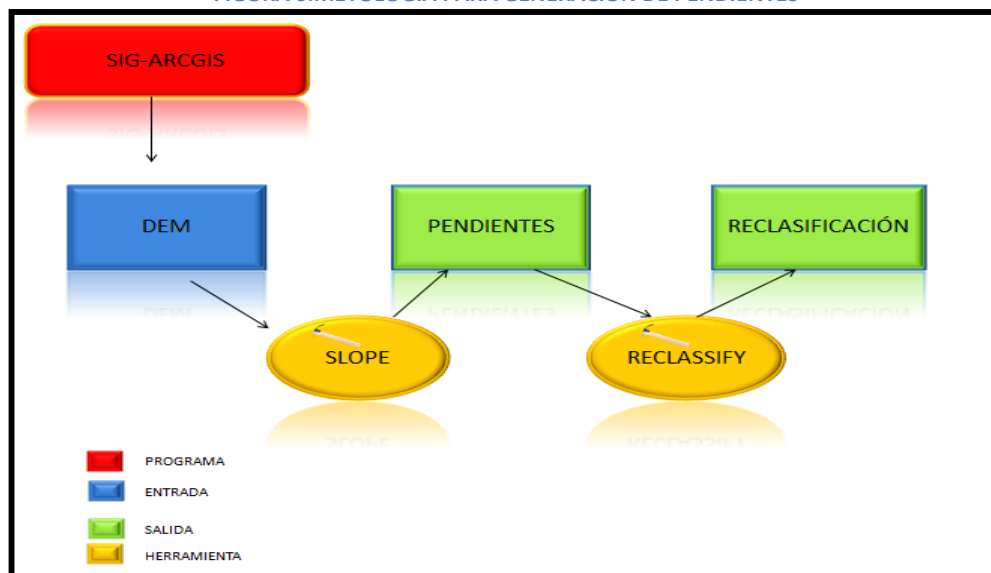 SIG-ARCGIS
DEM
PENDIENTES
RECLASIFICACIÓN
SLOPE
RECLASSIFY
PROGRAMA
ENTRADA
SALIDA
HERRAMIENTA